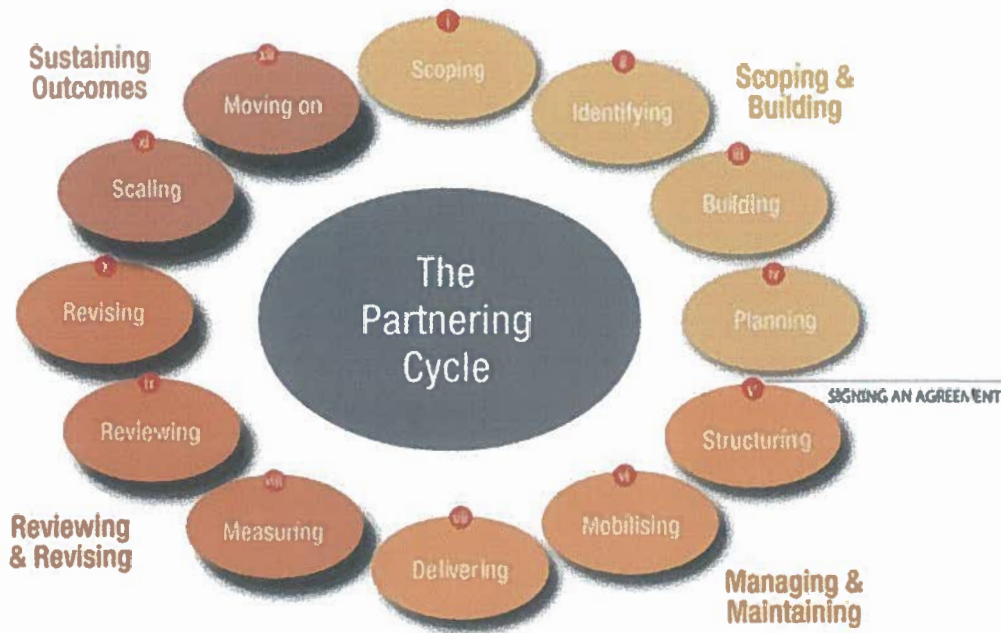 The
Partnering
Cycle
i
Scoping
ii
Identifying
Scoping &
Building
iii
Building
iv
Planning
SIGNING AN AGREEMENT
v
Structuring
vi
Mobilising
Managing &
Maintaining
vii
Delivering
viii
Measuring
Reviewing
& Revising
ix
Reviewing
x
Revising
xi
Scaling
Sustaining
Outcomes
xii
Moving on